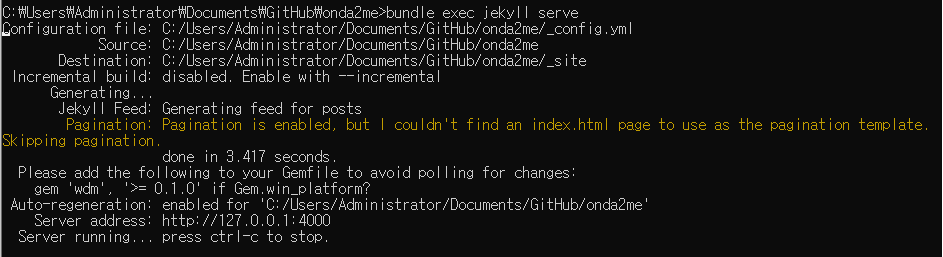 C:₩Users₩Administrator₩Documents₩GitHub₩onda2me>bundle exec jekyll serve
Configuration file: C:/Users/Administrator/Documents/GitHub/onda2me/_config.yml
Source: C:/Users/Administrator/Documents/GitHub/onda2me
Destination: C:/Users/Administrator/Documents/GitHub/onda2me/_site
Incremental build: disabled. Enable with --incremental
Generating...
Jekyll Feed: Generating feed for posts
Pagination: Pagination is enabled, but I couldn't find an index.html page to use as the pagination template.
Skipping pagination.
done in 3.417 seconds.
Please add the following to your Gemfile to avoid polling for changes:
gem 'wdm', '>= 0.1.0' if Gem.win_platform?
Auto-regeneration: enabled for 'C:/Users/Administrator/Documents/GitHub/onda2me'
Server address: http://127.0.0.1:4000
Server running... press ctrl-c to stop.